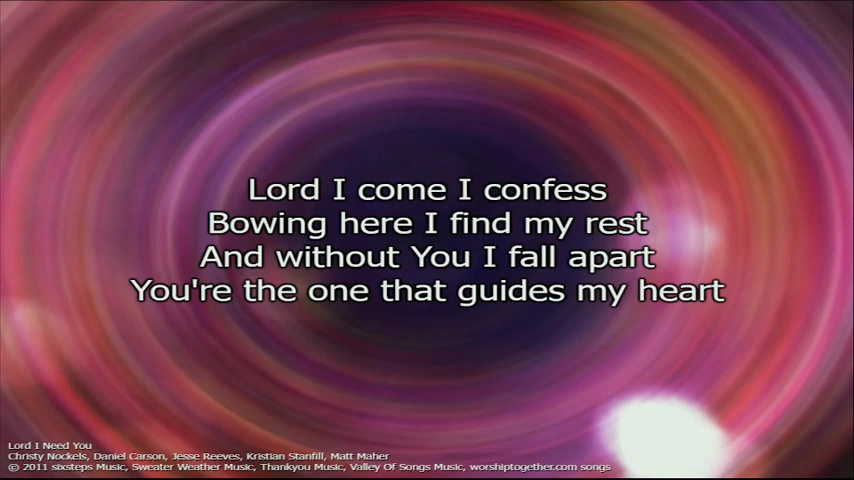 Lord I come I confess
Bowing here I find my rest
And without You I fall apart
You're the one that guides my heart
Lord I Need You
Christy Nockels, Daniel Carson, Jesse Reeves, Kristian Stanfill, Matt Maher
© 2011 sixsteps Music, Sweater Weather Music, Thankyou Music, Valley Of Songs Music, worshiptogether.com songs